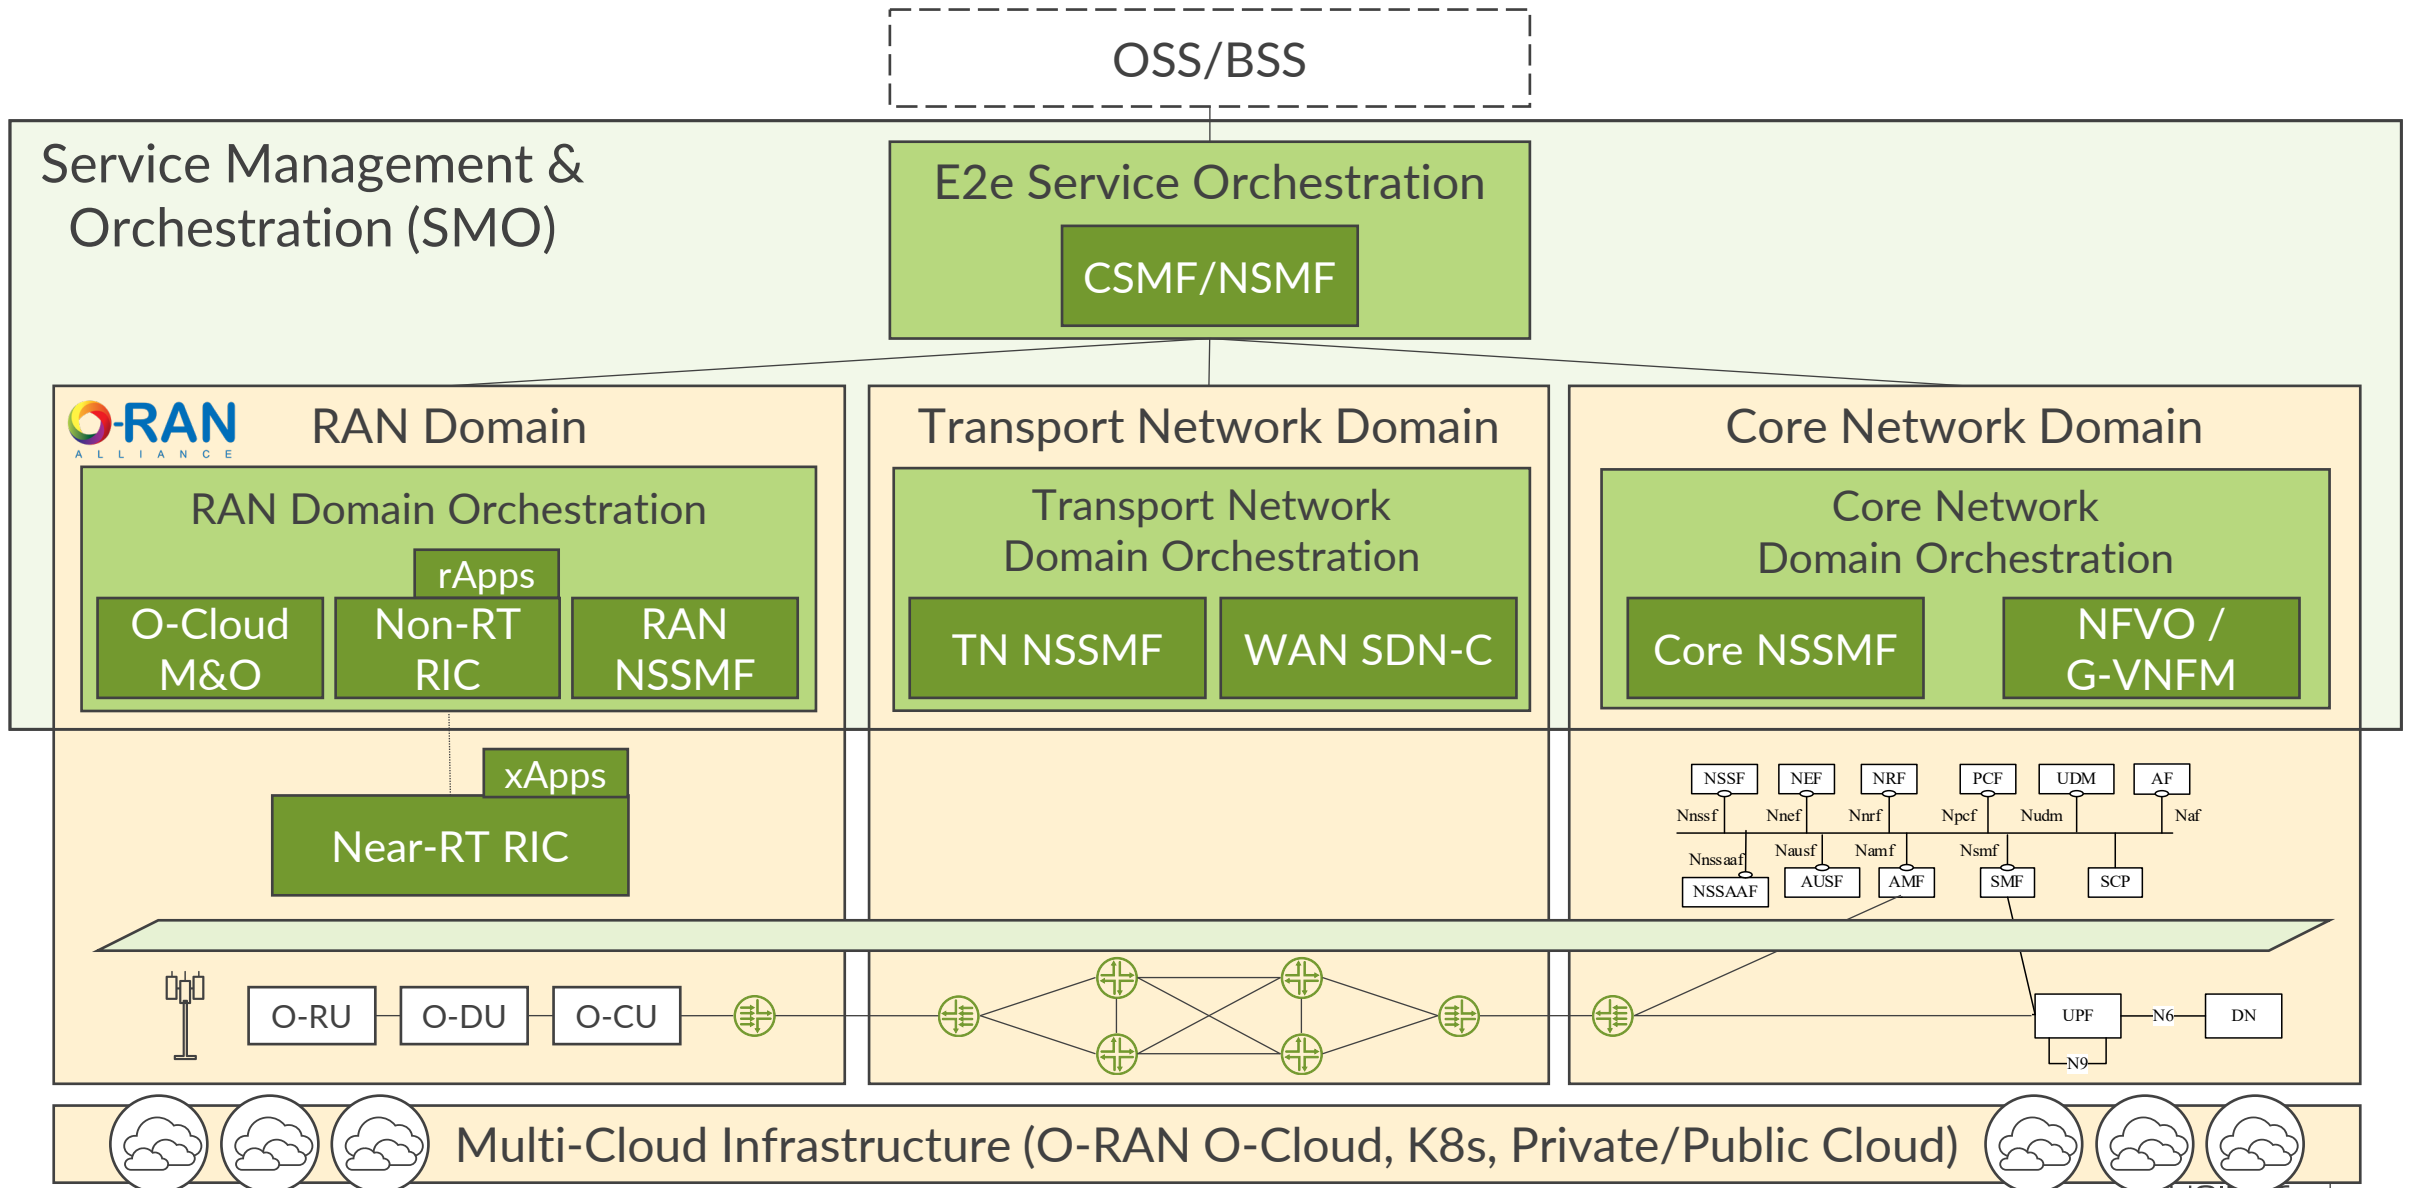 OSS/BSS
Service Management &
Orchestration (SMO)
E2e Service Orchestration
CSMF/NSMF
O-RAN
ALLIANCE
RAN Domain
Transport Network Domain
Core Network Domain
RAN Domain Orchestration
rApps
O-Cloud
M&O
Non-RT
RIC
RAN
NSSMF
Transport Network
Domain Orchestration
TN NSSMF
WAN SDN-C
Core Network
Domain Orchestration
Core NSSMF
NFVO /
G-VNFM
xApps
Near-RT RIC
NSSF
NEF
NRF
PCF
UDM
AF
Nnssf
Nnef
Nnrf
Npcf
Nudm
Naf
Nnssaaf
Nausf
Namf
Nsmf
NSSAAF
AUSF
AMF
SMF
SCP
O-RU
O-DU
O-CU
UPF
N6
DN
N9
Multi-Cloud Infrastructure (O-RAN O-Cloud, K8s, Private/Public Cloud)